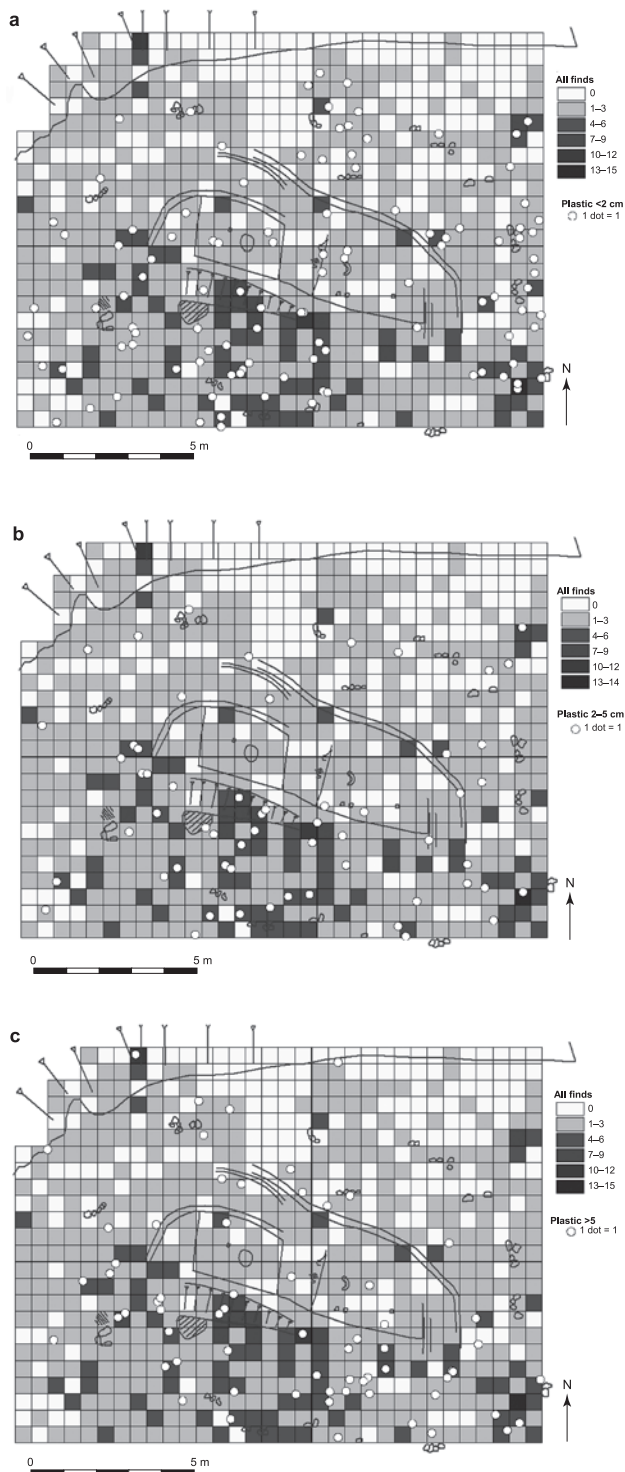 a
All finds
0
1–3
4–6
7–9
10–12
13–15
Plastic <2 cm
1 dot = 1
N
0 5 m
b
All finds
0
1–3
4–6
7–9
10–12
13–14
Plastic 2–5 cm
1 dot = 1
N
0 5 m
c
All finds
0
1–3
4–6
7–9
10–12
13–15
Plastic >5
1 dot = 1
N
0 5 m